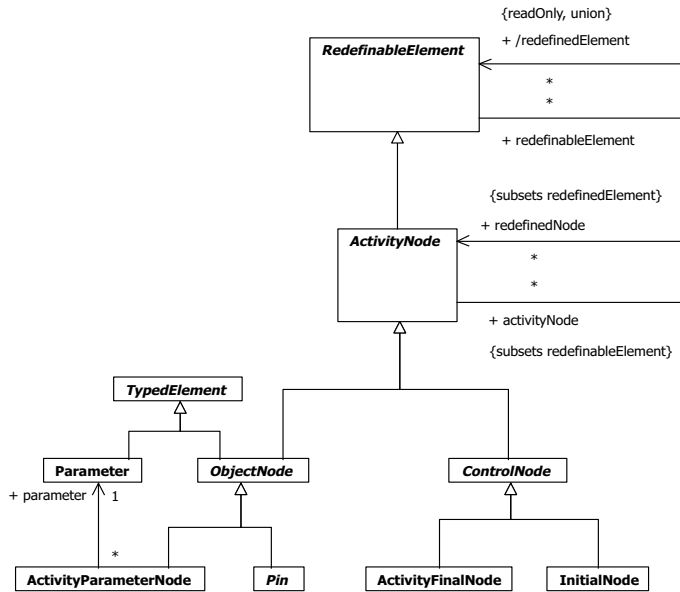 {readOnly, union}
+ /redefinedElement
RedefinableElement
*
*
+ redefinableElement
{subsets redefinedElement}
+ redefinedNode
ActivityNode
*
*
+ activityNode
{subsets redefinableElement}
TypedElement
Parameter
ObjectNode
ControlNode
+ parameter
1
*
ActivityParameterNode
Pin
ActivityFinalNode
InitialNode